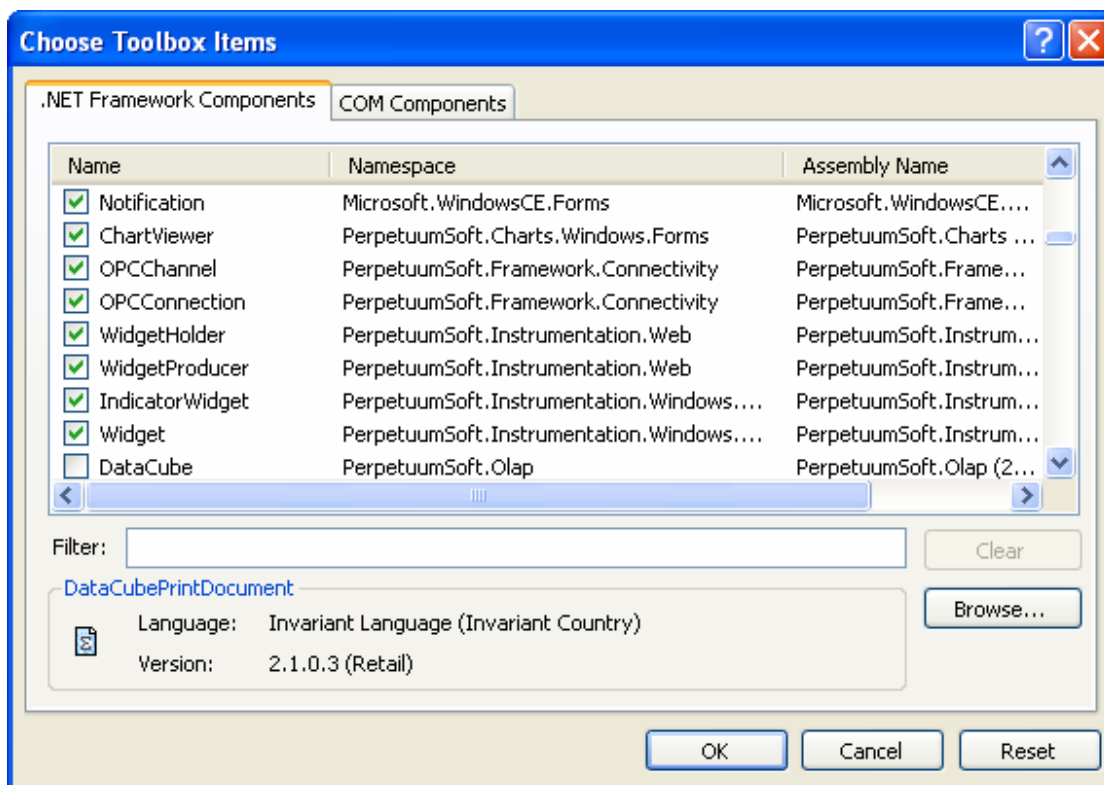 Choose Toolbox Items
.NET Framework Components COM Components
Name Namespace Assembly Name
Notification Microsoft.WindowsCE.Forms Microsoft.WindowsCE....
ChartViewer PerpetuumSoft.Charts.Windows.Forms PerpetuumSoft.Charts ...
OPCChannel PerpetuumSoft.Framework.Connectivity PerpetuumSoft.Frame...
OPCConnection PerpetuumSoft.Framework.Connectivity PerpetuumSoft.Frame...
WidgetHolder PerpetuumSoft.Instrumentation.Web PerpetuumSoft.Instrum...
WidgetProducer PerpetuumSoft.Instrumentation.Web PerpetuumSoft.Instrum...
IndicatorWidget PerpetuumSoft.Instrumentation.Windows.... PerpetuumSoft.Instrum...
Widget PerpetuumSoft.Instrumentation.Windows.... PerpetuumSoft.Instrum...
DataCube PerpetuumSoft.Olap PerpetuumSoft.Olap (2...
Filter: Clear
DataCubePrintDocument
Browse...
Language: Invariant Language (Invariant Country)
Version: 2.1.0.3 (Retail)
OK Cancel Reset